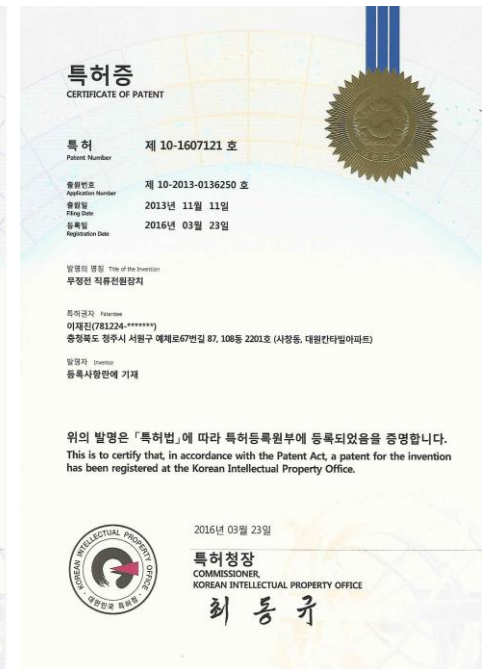 특허증
CERTIFICATE OF PATENT
특 허 제 10-1607121 호
Patent Number
출원번호 제 10-2013-0136250 호
Application Number
출원일 2013년 11월 11일
Filing Date
등록일 2016년 03월 23일
Registration Date
발명의 명칭 Title of the Invention
무정전 직류전원장치
특허권자 Patentee
이재진(781224-*******)
충청북도 청주시 서원구 예체로67번길 87, 108동 2201호 (사창동, 대원칸타빌아파트)
발명자 Inventor
등록사항란에 기재
위의 발명은 「특허법」에 따라 특허등록원부에 등록되었음을 증명합니다.
This is to certify that, in accordance with the Patent Act, a patent for the invention
has been registered at the Korean Intellectual Property Office.
2016년 03월 23일
특허청장
COMMISSIONER,
KOREAN INTELLECTUAL PROPERTY OFFICE
최동규
KOREAN INTELLECTUAL PROPERTY OFFICE
대한민국 특허청